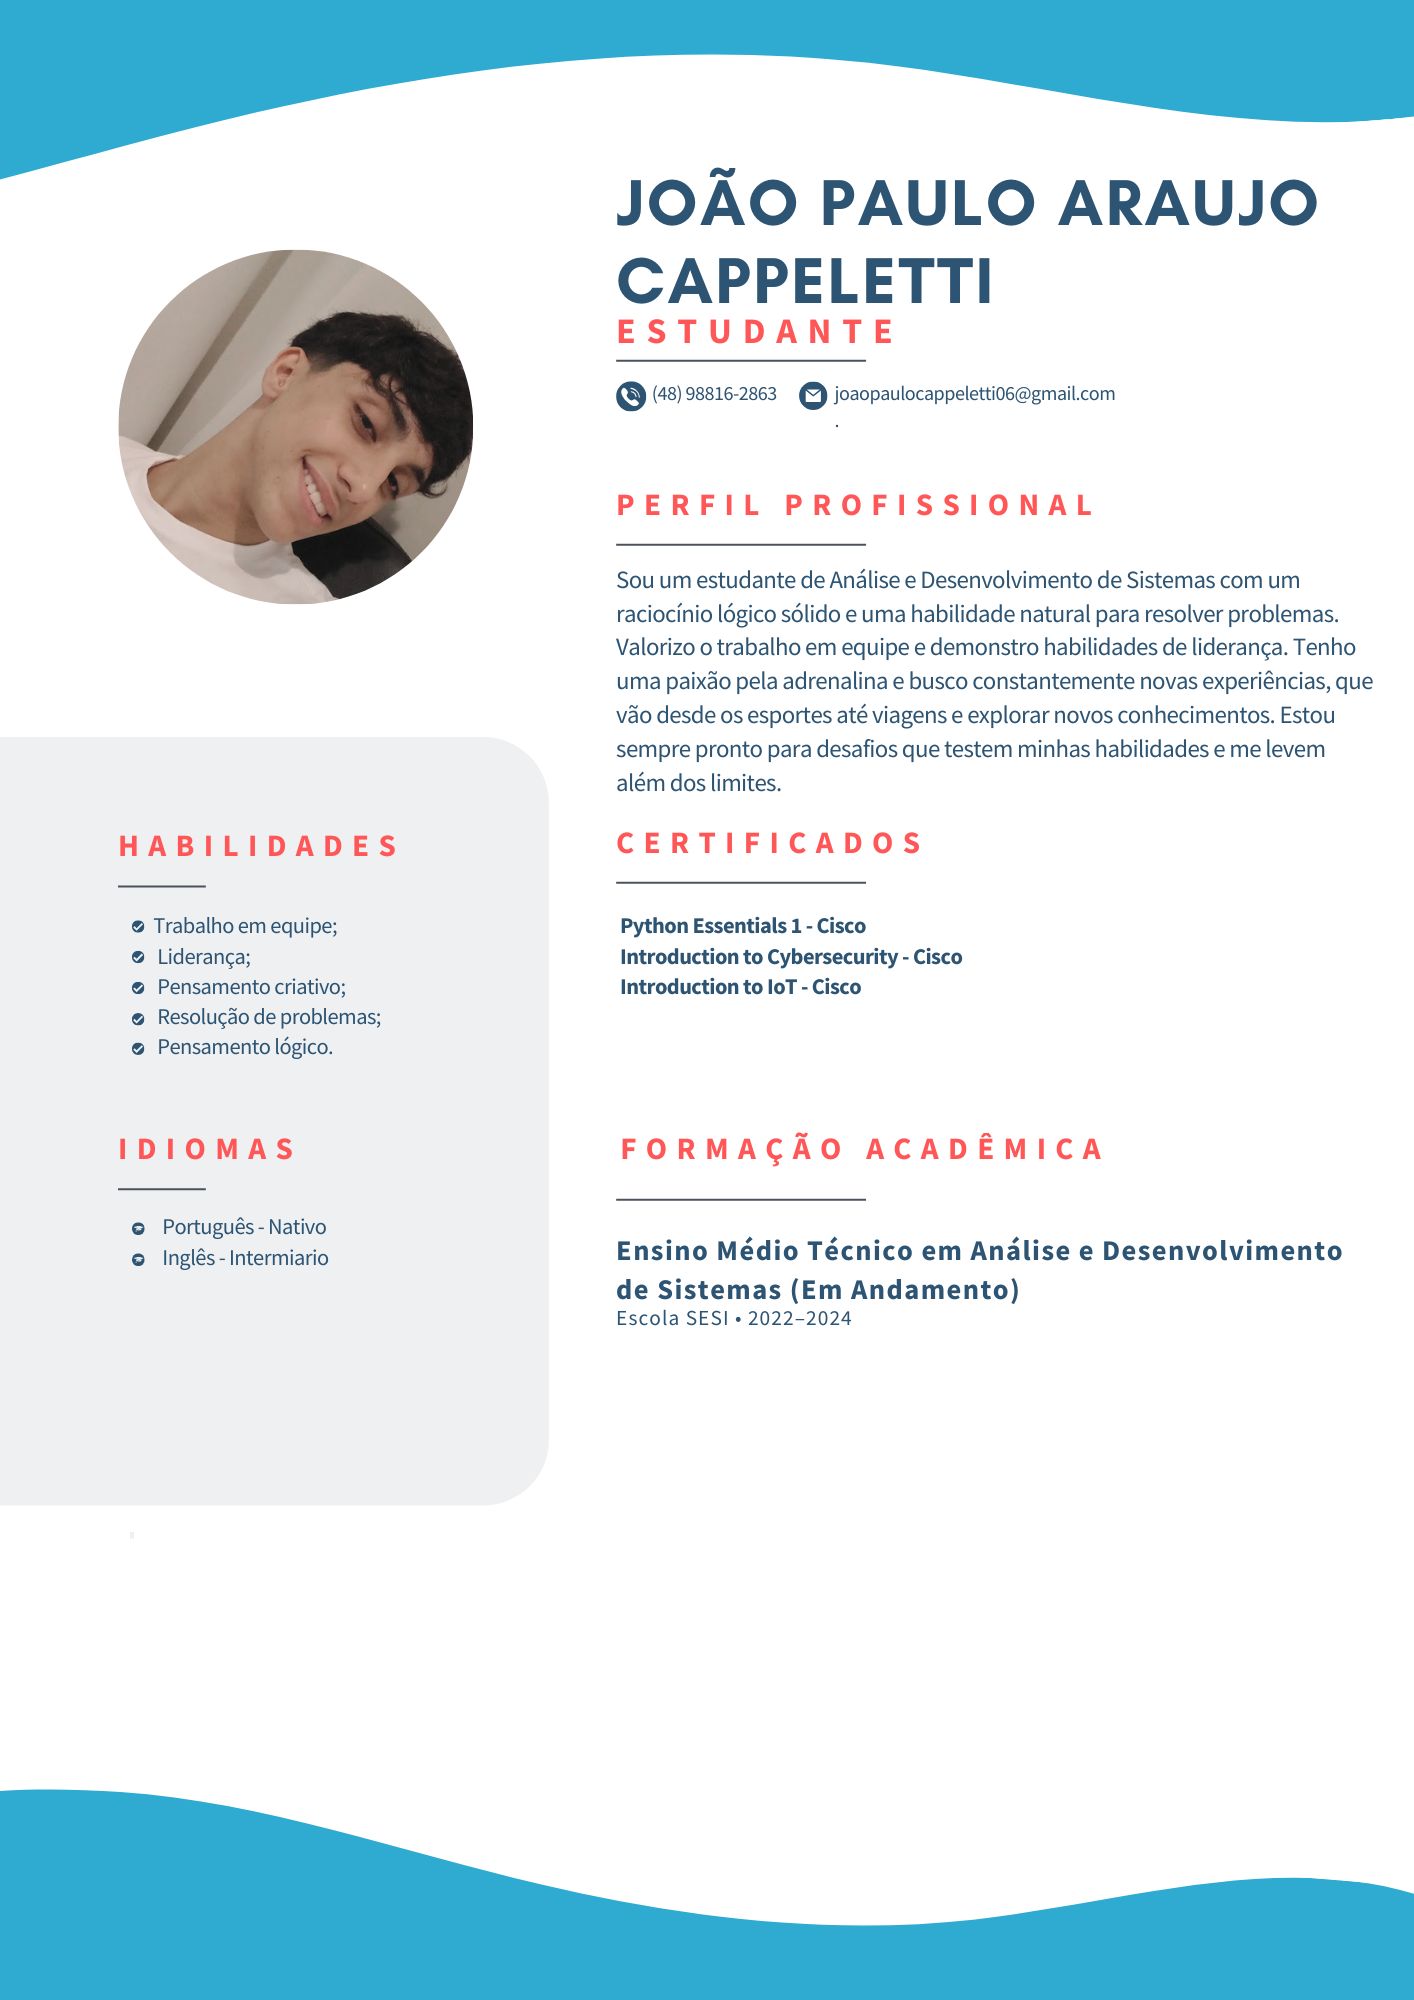 JOÃO PAULO ARAUJO
CAPPELETTI
ESTUDANTE
(48) 98816-2863
joaopaulocappeletti06@gmail.com
.
PERFIL PROFISSIONAL
Sou um estudante de Análise e Desenvolvimento de Sistemas com um
raciocínio lógico sólido e uma habilidade natural para resolver problemas.
Valorizo o trabalho em equipe e demonstro habilidades de liderança. Tenho
uma paixão pela adrenalina e busco constantemente novas experiências, que
vão desde os esportes até viagens e explorar novos conhecimentos. Estou
sempre pronto para desafios que testem minhas habilidades e me levem
além dos limites.
HABILIDADES
Trabalho em equipe;
Liderança;
Pensamento criativo;
Resolução de problemas;
Pensamento lógico.
IDIOMAS
Português - Nativo
Inglês - Intermiario
CERTIFICADOS
Python Essentials 1 - Cisco
Introduction to Cybersecurity - Cisco
Introduction to IoT - Cisco
FORMAÇÃO ACADÊMICA
Ensino Médio Técnico em Análise e Desenvolvimento
de Sistemas (Em Andamento)
Escola SESI • 2022–2024